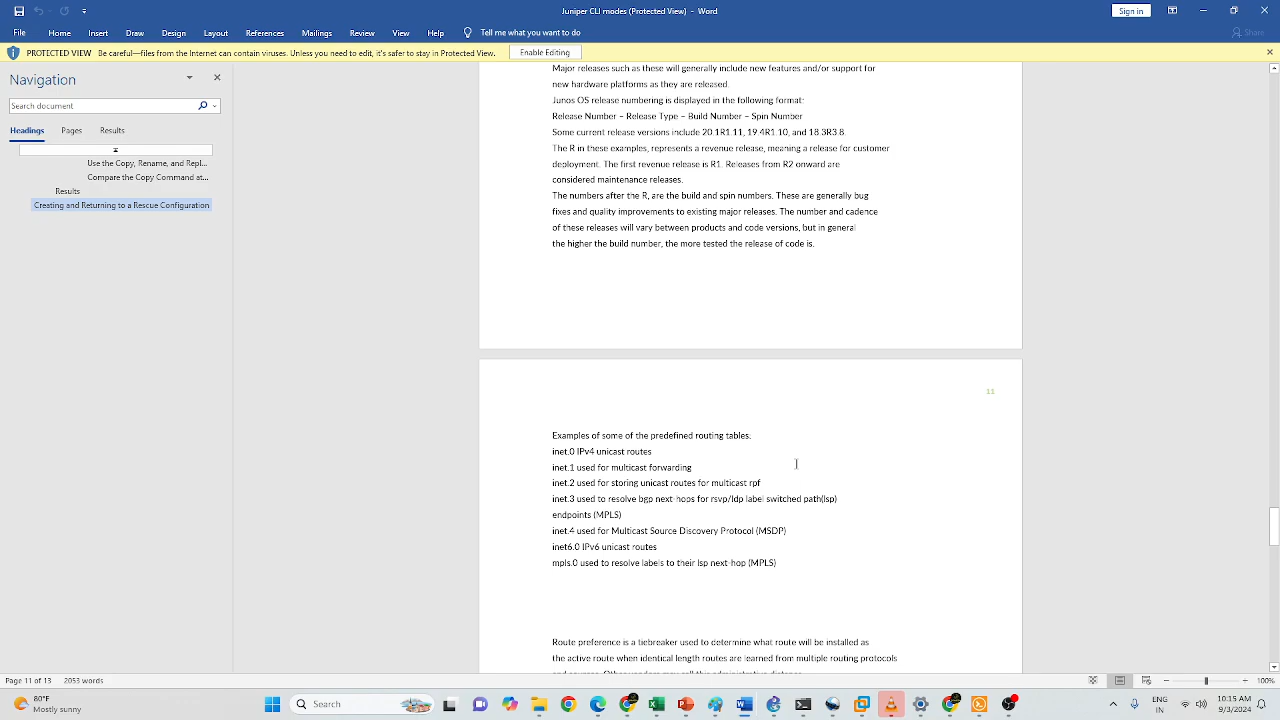 Juniper CLI modes (Protected View) – Word
Sign in
File Home Insert Draw Design Layout References Mailings Review View Help Tell me what you want to do
Share
PROTECTED VIEW Be careful—files from the Internet can contain viruses. Unless you need to edit, it's safer to stay in Protected View. Enable Editing
Navigation
Search document
Headings Pages Results
Use the Copy, Rename, and Repl...
Compare the Copy Command at...
Results
Creating and Returning to a Rescue Configuration
Major releases such as these will generally include new features and/or support for
new hardware platforms as they are released.
Junos OS release numbering is displayed in the following format:
Release Number – Release Type – Build Number – Spin Number
Some current release versions include 20.1R1.11, 19.4R1.10, and 18.3R3.8.
The R in these examples, represents a revenue release, meaning a release for customer
deployment. The first revenue release is R1. Releases from R2 onward are
considered maintenance releases.
The numbers after the R, are the build and spin numbers. These are generally bug
fixes and quality improvements to existing major releases. The number and cadence
of these releases will vary between products and code versions, but in general
the higher the build number, the more tested the release of code is.
11
Examples of some of the predefined routing tables:
inet.0 IPv4 unicast routes
inet.1 used for multicast forwarding
inet.2 used for storing unicast routes for multicast rpf
inet.3 used to resolve bgp next-hops for rsvp/ldp label switched path(lsp)
endpoints (MPLS)
inet.4 used for Multicast Source Discovery Protocol (MSDP)
inet6.0 IPv6 unicast routes
mpls.0 used to resolve labels to their lsp next-hop (MPLS)
Route preference is a tiebreaker used to determine what route will be installed as
the active route when identical length routes are learned from multiple routing protocols
Page 11 of 13 2053 words
100%
80°F
Mostly sunny
Search
ENG
10:15 AM
9/3/2024